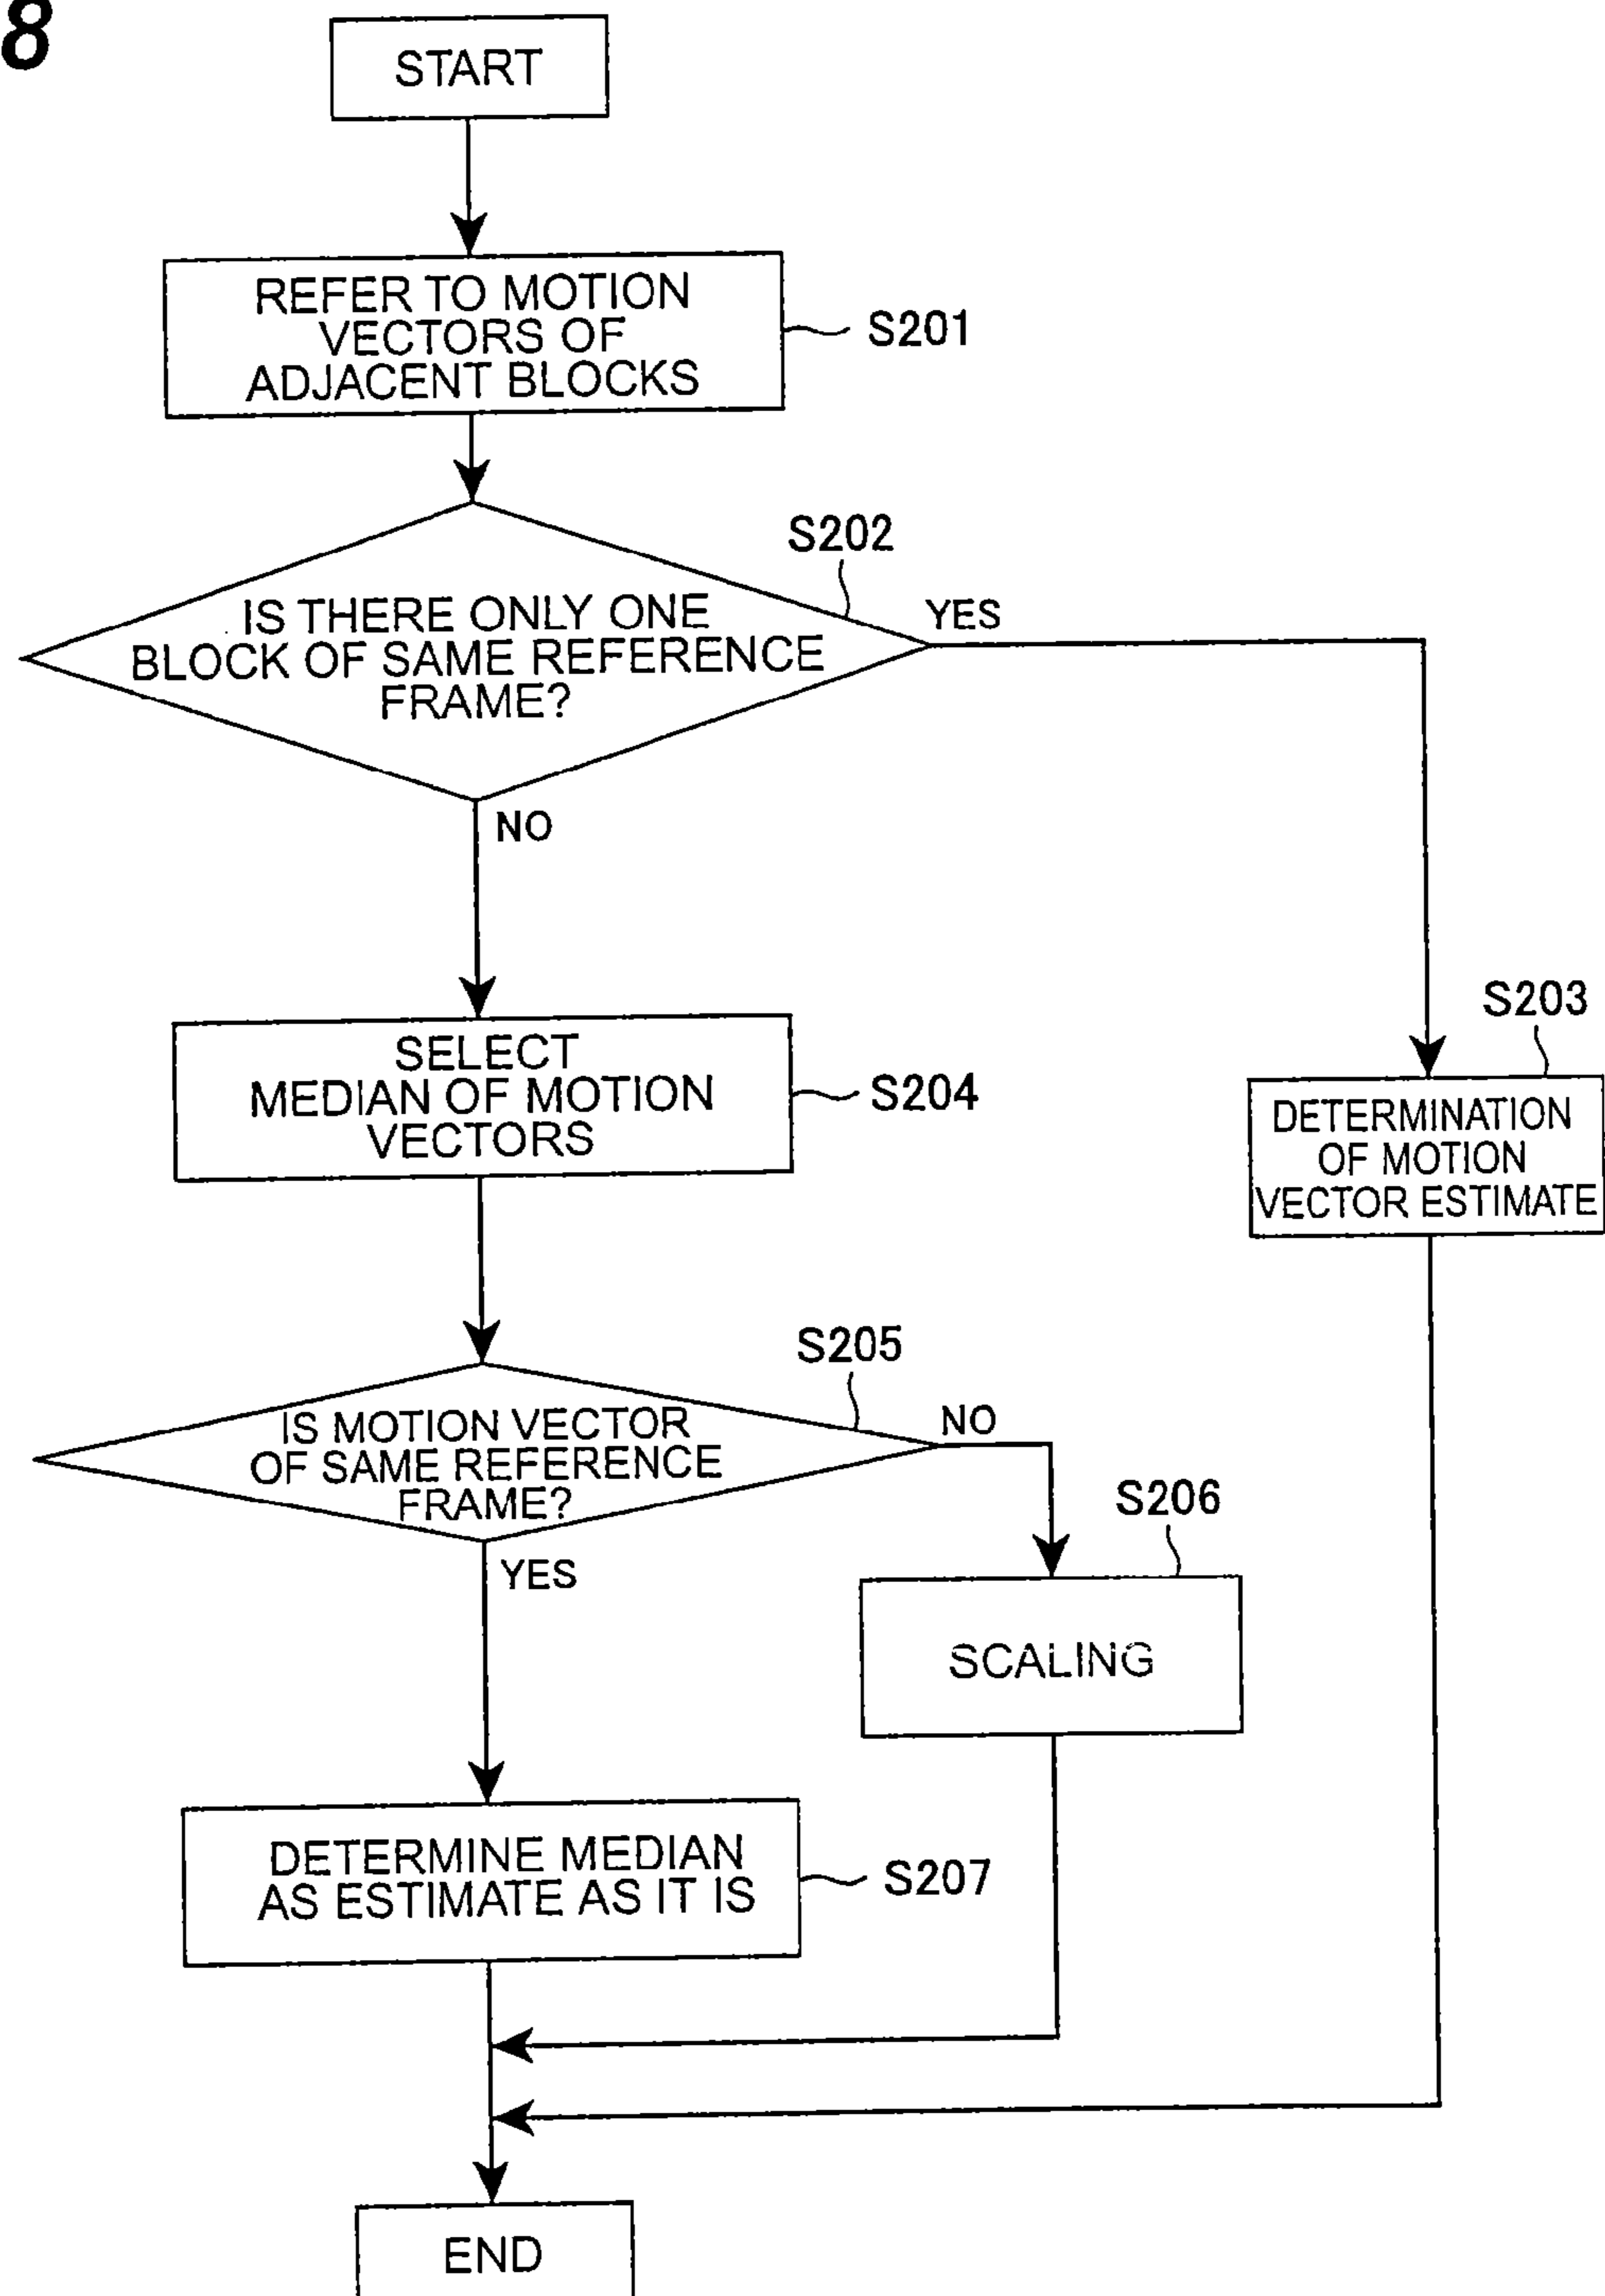 8
START
REFER TO MOTION
VECTORS OF
ADJACENT BLOCKS
S201
S202
IS THERE ONLY ONE
BLOCK OF SAME REFERENCE
FRAME?
YES
NO
S203
DETERMINATION
OF MOTION
VECTOR ESTIMATE
SELECT
MEDIAN OF MOTION
VECTORS
S204
S205
IS MOTION VECTOR
OF SAME REFERENCE
FRAME?
NO
YES
S206
SCALING
DETERMINE MEDIAN
AS ESTIMATE AS IT IS
S207
END